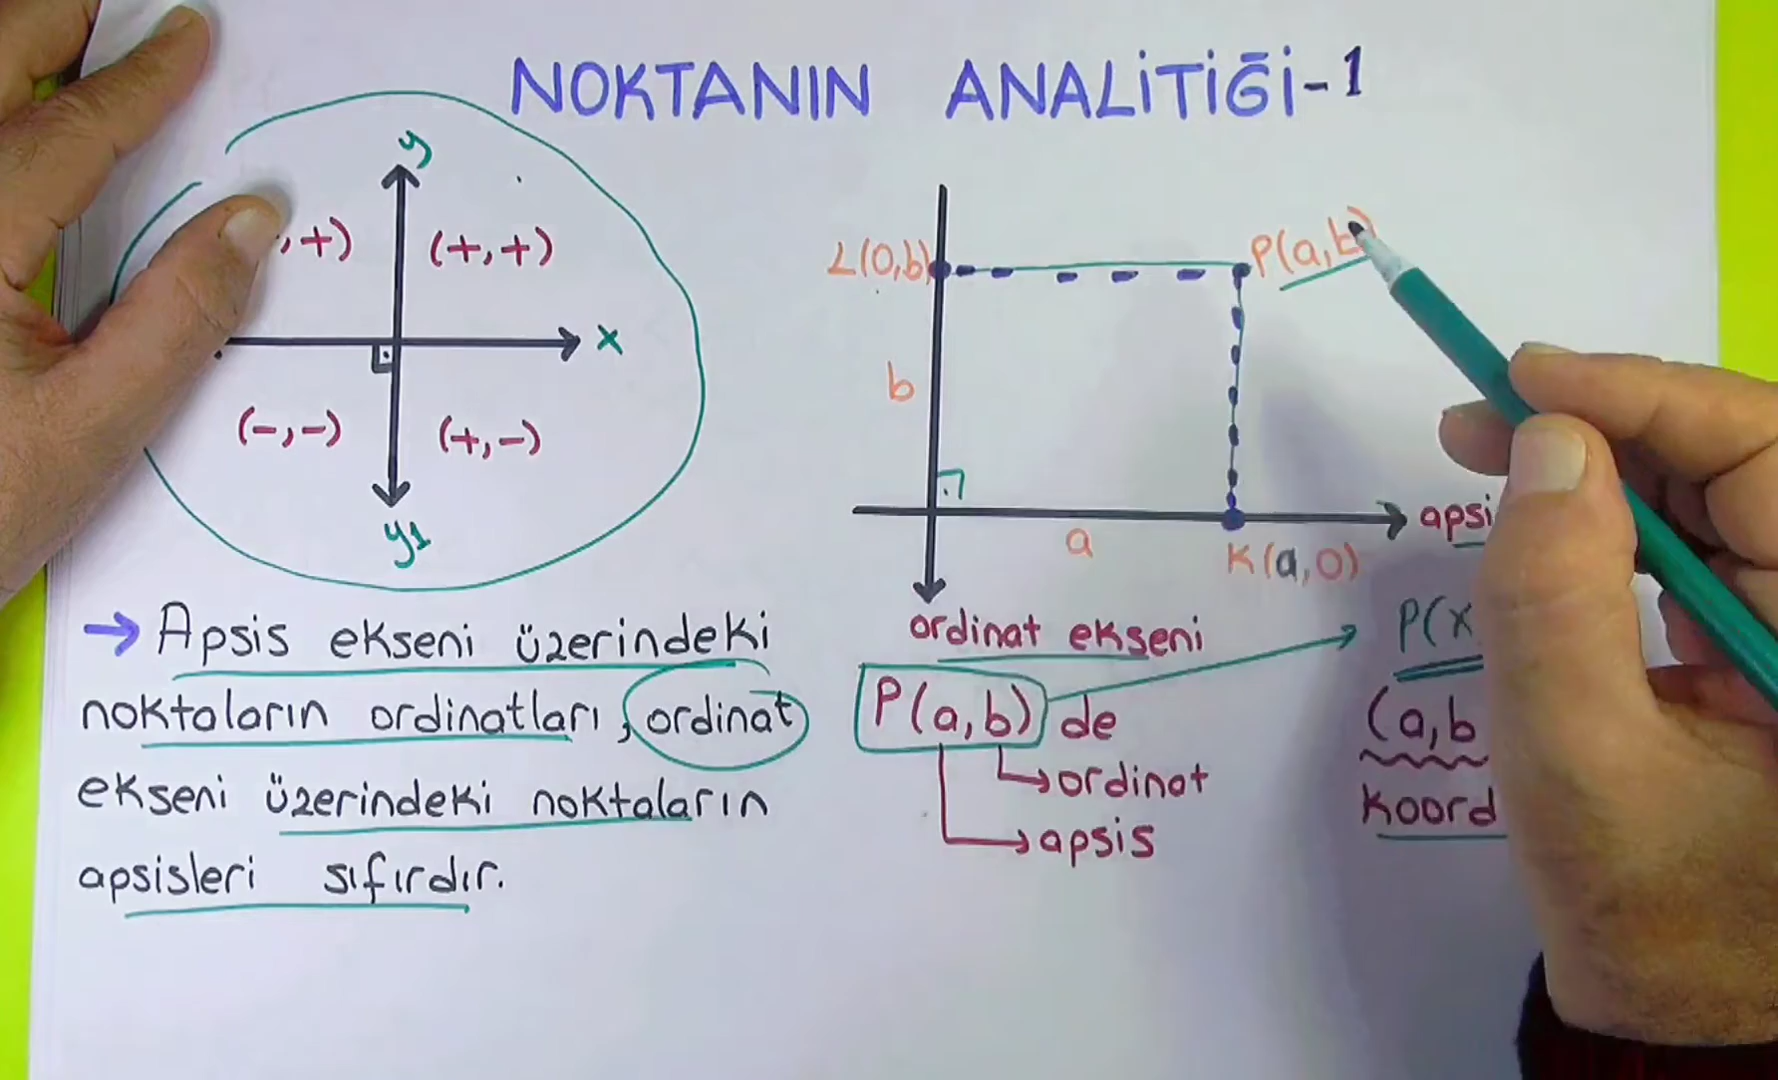 NOKTANIN ANALİTİĞİ-1
y
,+)
(+,+)
x
(-,-)
(+,-)
y1
L(0,b)
P(a,b)
b
a
K(a,0)
apsi
ordinat ekseni
→ Apsis ekseni üzerindeki
noktaların ordinatları, ordinat
ekseni üzerindeki noktaların
apsisleri sıfırdır.
P(a,b) de
→ordinat
→apsis
P(x
(a,b
koord